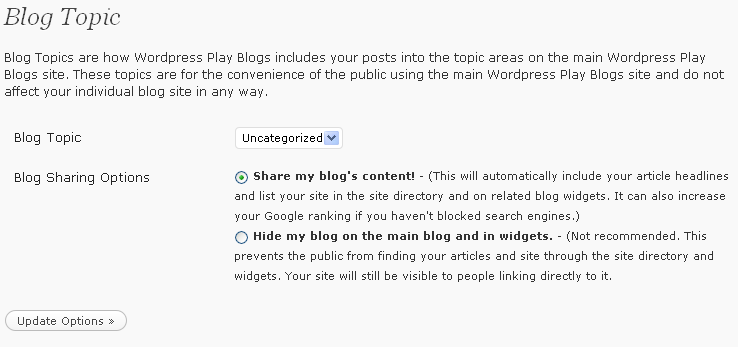 Blog Topic
Blog Topics are how Wordpress Play Blogs includes your posts into the topic areas on the main Wordpress Play
Blogs site. These topics are for the convenience of the public using the main Wordpress Play Blogs site and do not
affect your individual blog site in any way.
Blog Topic Uncategorized
Blog Sharing Options Share my blog's content! - (This will automatically include your article headlines
and list your site in the site directory and on related blog widgets. It can also increase
your Google ranking if you haven't blocked search engines.)
Hide my blog on the main blog and in widgets. - (Not recommended. This
prevents the public from finding your articles and site through the site directory and
widgets. Your site will still be visible to people linking directly to it.
Update Options »